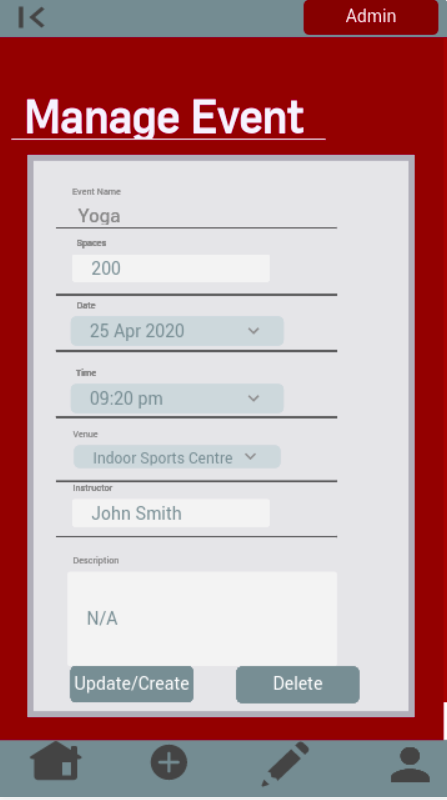 Admin
Manage Event
Event Name
Yoga
Spaces
200
Date
25 Apr 2020
Time
09:20 pm
Venue
Indoor Sports Centre
Instructor
John Smith
Description
N/A
Update/Create Delete